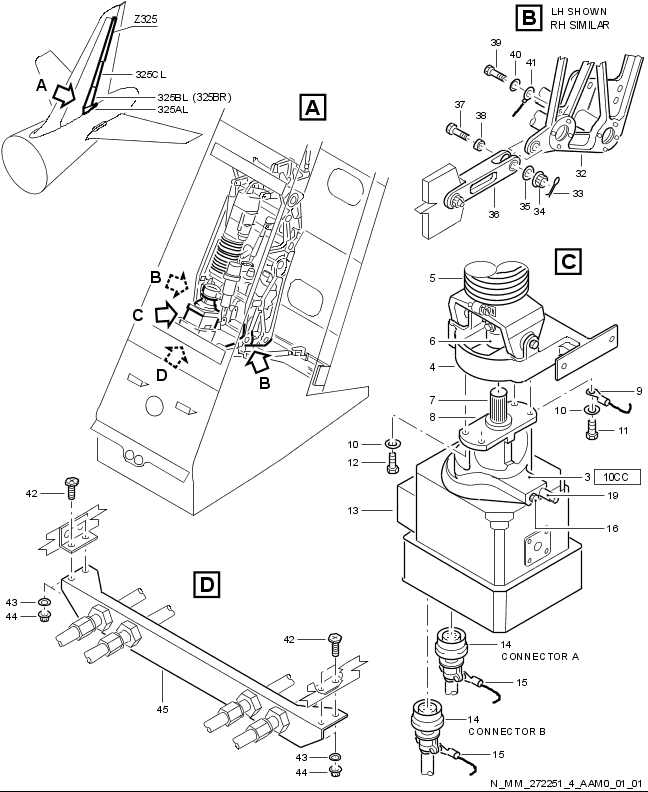 Z325
325CL
A
325BL (325BR)
325AL
B LH SHOWN
RH SIMILAR
39
40
41
37
38
32
33
34
35
36
A
B
C
D
B
C
5
6
4
7
8
9
10
11
10
12
3 10CC
19
13
16
42
D
43
44
42
45
43
44
14
CONNECTOR A
15
14
CONNECTOR B
15
N_MM_272251_4_AAM0_01_01